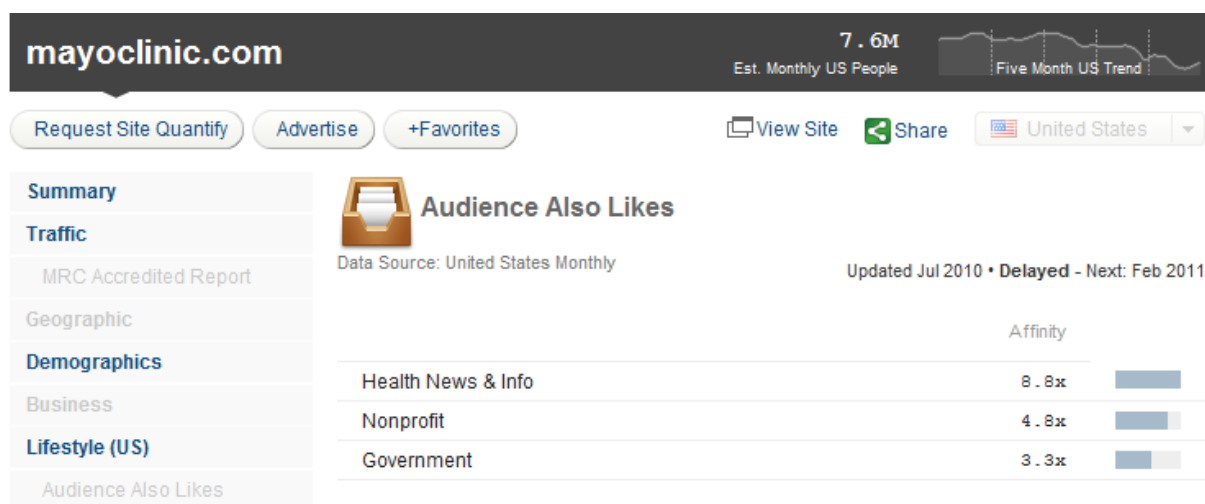 mayoclinic.com
7.6M
Est. Monthly US People
Five Month US Trend
Request Site Quantify
Advertise
+Favorites
View Site
Share
United States
Summary
Traffic
MRC Accredited Report
Geographic
Demographics
Business
Lifestyle (US)
Audience Also Likes
Audience Also Likes
Data Source: United States Monthly
Updated Jul 2010 • Delayed - Next: Feb 2011
Affinity
Health News & Info 8.8x
Nonprofit 4.8x
Government 3.3x